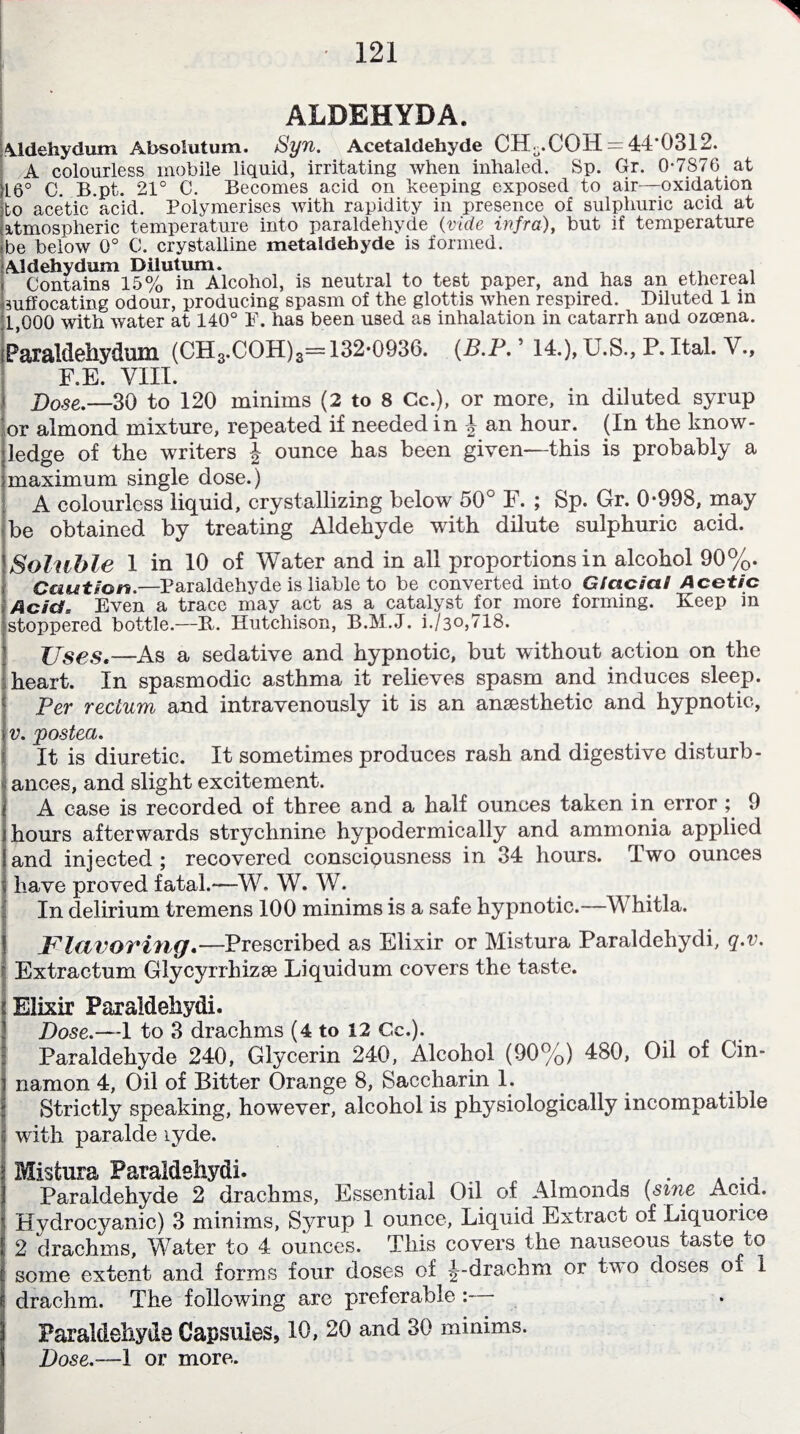 121
ALDEHYDA.
Aldehydum Absolutum. Syn. Acetaldehyde CH₃.COH = 44·0312.
A colourless mobile liquid, irritating when inhaled. Sp. Gr. 0·7876 at
16° C. B.pt. 21° C. Becomes acid on keeping exposed to air—oxidation
to acetic acid. Polymerises with rapidity in presence of sulphuric acid at
atmospheric temperature into paraldehyde (vide infra), but if temperature
be below 0° C. crystalline metaldehyde is formed.
Aldehydum Dilutum.
Contains 15% in Alcohol, is neutral to test paper, and has an ethereal
suffocating odour, producing spasm of the glottis when respired. Diluted 1 in
1,000 with water at 140° F. has been used as inhalation in catarrh and ozœna.
Paraldehydum (CH₃.COH)₃=132·0936. (B.P. ’ 14.), U.S., P. Ital. V.,
F.E. VIII.
Dose.—30 to 120 minims (2 to 8 Cc.), or more, in diluted syrup
or almond mixture, repeated if needed in ½ an hour. (In the know-
ledge of the writers ½ ounce has been given—this is probably a
maximum single dose.)
A colourless liquid, crystallizing below 50° F. ; Sp. Gr. 0·998, may
be obtained by treating Aldehyde with dilute sulphuric acid.
Soluble 1 in 10 of Water and in all proportions in alcohol 90%.
Caution.—Paraldehyde is liable to be converted into Glacial Acetic
Acid. Even a trace may act as a catalyst for more forming. Keep in
stoppered bottle.—R. Hutchison, B.M.J. i./30,718.
Uses.—As a sedative and hypnotic, but without action on the
heart. In spasmodic asthma it relieves spasm and induces sleep.
Per rectum and intravenously it is an anæsthetic and hypnotic,
v. postea.
It is diuretic. It sometimes produces rash and digestive disturb-
ances, and slight excitement.
A case is recorded of three and a half ounces taken in error ; 9
hours afterwards strychnine hypodermically and ammonia applied
and injected ; recovered consciousness in 34 hours. Two ounces
have proved fatal.—W. W. W.
In delirium tremens 100 minims is a safe hypnotic.—Whitla.
Flavoring.—Prescribed as Elixir or Mistura Paraldehydi, q.v.
Extractum Glycyrrhizæ Liquidum covers the taste.
Elixir Paraldehydi.
Dose.—1 to 3 drachms (4 to 12 Cc.).
Paraldehyde 240, Glycerin 240, Alcohol (90%) 480, Oil of Cin-
namon 4, Oil of Bitter Orange 8, Saccharin 1.
Strictly speaking, however, alcohol is physiologically incompatible
with paralde iyde.
Mistura Paraldehydi.
Paraldehyde 2 drachms, Essential Oil of Almonds (sine Acid.
Hydrocyanic) 3 minims, Syrup 1 ounce, Liquid Extract of Liquorice
2 drachms, Water to 4 ounces. This covers the nauseous taste to
some extent and forms four doses of ½-drachm or two doses of 1
drachm. The following are preferable :—
Paraldehyde Capsules, 10, 20 and 30 minims.
Dose.—1 or more.